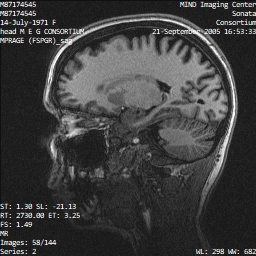 M87174545
M87174545
14-July-1971 F
head M E G CONSORTIUM
MPRAGE (FSPGR)_sag
MIND Imaging Center
Sonata
Consortium
21-September-2005 16:53:33
ST: 1.30 SL: -21.13
RT: 2730.00 ET: 3.25
FS: 1.49
MR
Images: 58/144
Series: 2
WL: 298 WW: 682